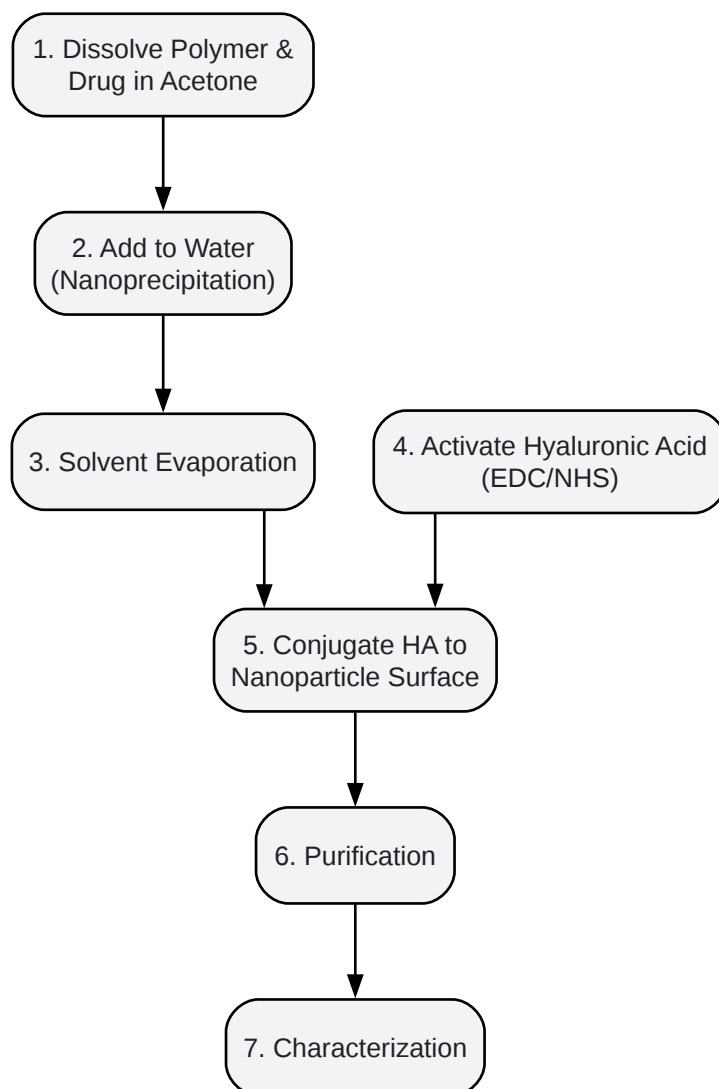 1. Dissolve Polymer &
Drug in Acetone
2. Add to Water
(Nanoprecipitation)
3. Solvent Evaporation
4. Activate Hyaluronic Acid
(EDC/NHS)
5. Conjugate HA to
Nanoparticle Surface
6. Purification
7. Characterization